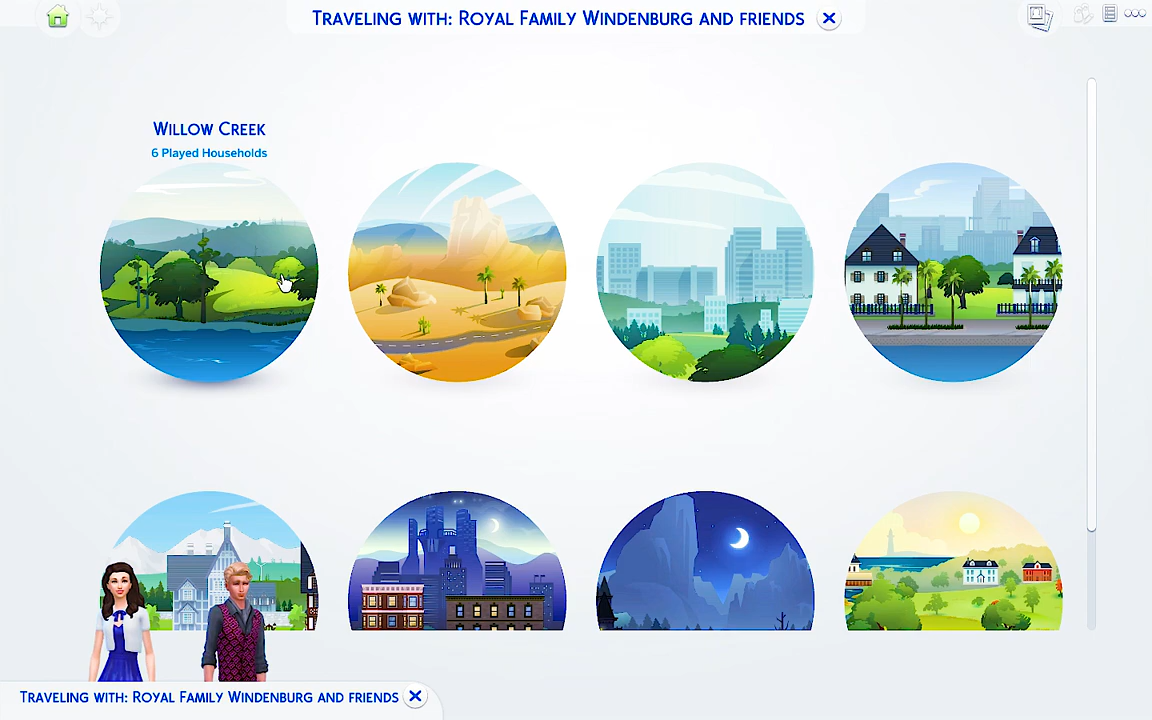 Traveling with: Royal Family Windenburg and friends
Willow Creek
6 Played Households
Traveling with: Royal Family Windenburg and friends